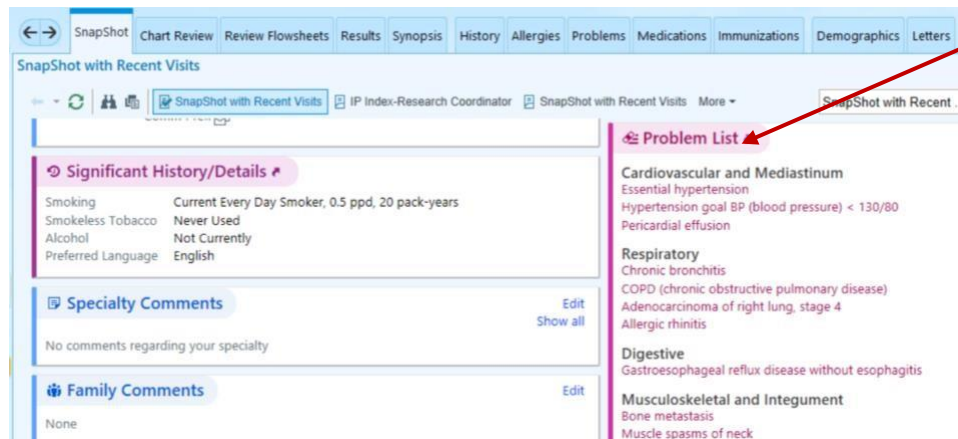 SnapShot Chart Review Review Flowsheets Results Synopsis History Allergies Problems Medications Immunizations Demographics Letters
SnapShot with Recent Visits
SnapShot with Recent Visits IP Index-Research Coordinator SnapShot with Recent Visits More SnapShot with Recent ...
Significant History/Details
Smoking Current Every Day Smoker, 0.5 ppd, 20 pack-years
Smokeless Tobacco Never Used
Alcohol Not Currently
Preferred Language English
Specialty Comments Edit
Show all
No comments regarding your specialty
Family Comments Edit
None
Problem List
Cardiovascular and Mediastinum
Essential hypertension
Hypertension goal BP (blood pressure) < 130/80
Pericardial effusion
Respiratory
Chronic bronchitis
COPD (chronic obstructive pulmonary disease)
Adenocarcinoma of right lung, stage 4
Allergic rhinitis
Digestive
Gastroesophageal reflux disease without esophagitis
Musculoskeletal and Integument
Bone metastasis
Muscle spasms of neck